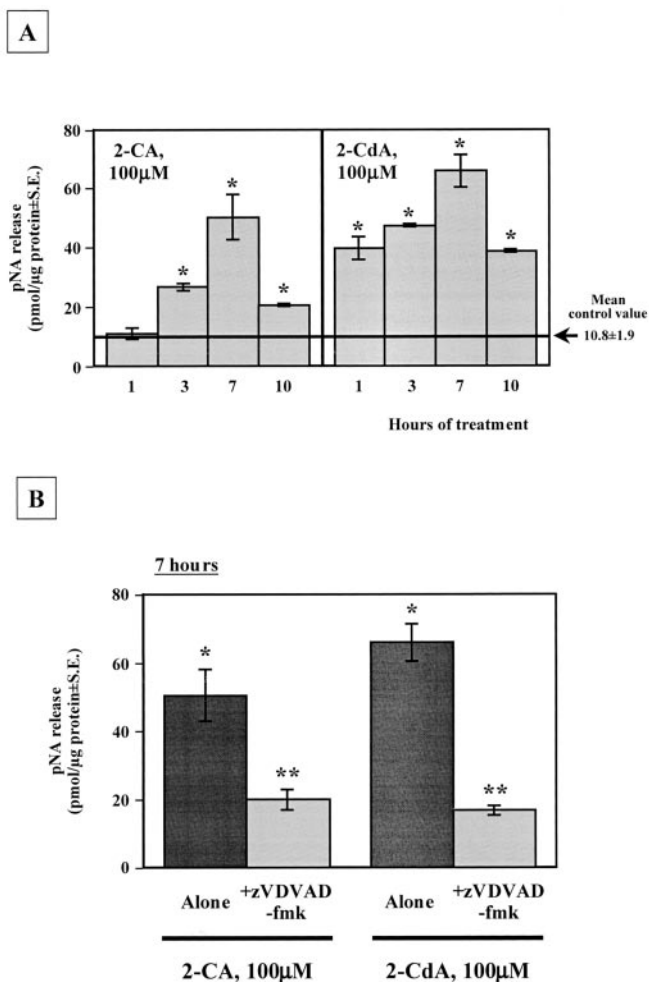 A
80
60
40
20
0
pNA release
(pmol/µg protein±S.E.)
2-CA,
100µM
*
*
*
2-CdA,
100µM
*
*
*
*
Mean
control value
10.8±1.9
1 3 7 10 1 3 7 10
Hours of treatment
B
7 hours
80
60
40
20
0
pNA release
(pmol/µg protein±S.E.)
*
**
*
**
Alone +zVDVAD
-fmk
Alone +zVDVAD
-fmk
2-CA, 100µM 2-CdA, 100µM